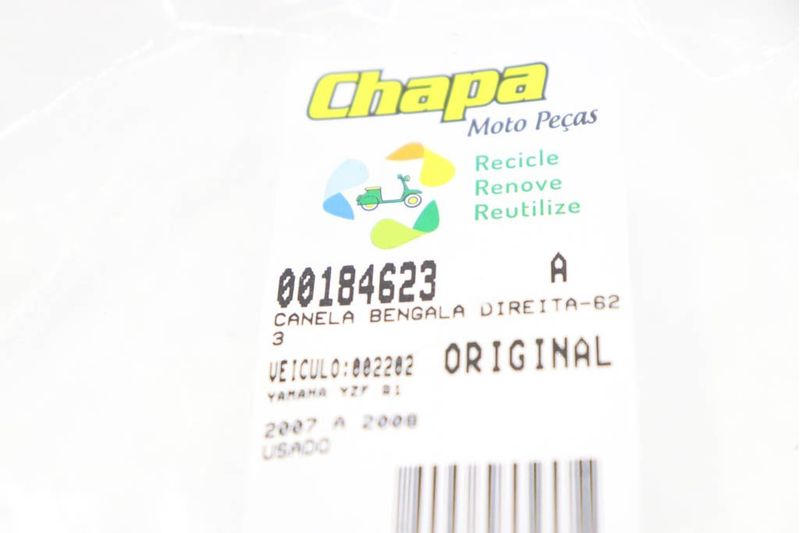 Chapa
Moto Peças
Recicle
Renove
Reutilize
00184623 A
CANELA BENGALA DIREITA-62
3
VEICULO:002202 ORIGINAL
YAMAHA YZF R1
2007 A 2008
USADO